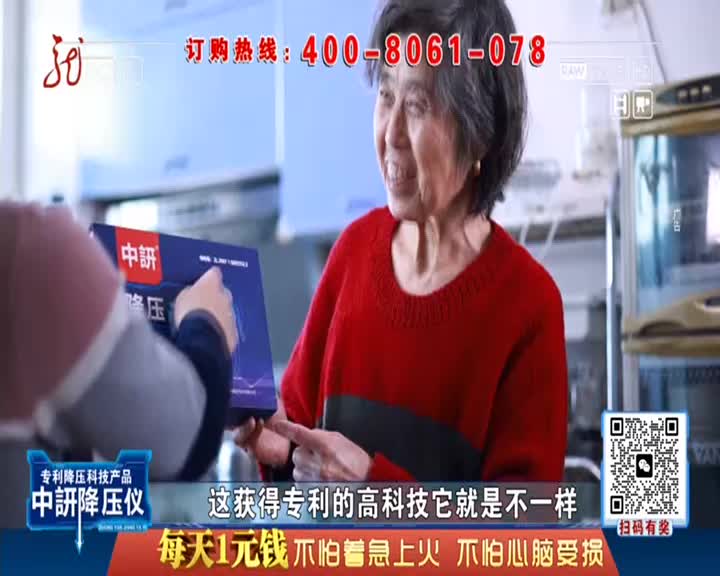 订购热线：400-8061-078
RAW
广告
中訮
降压
专利降压科技产品
中訮降压仪
这获得专利的高科技它就是不一样
扫码有奖
每天1元钱 不怕着急上火 不怕心脑受损